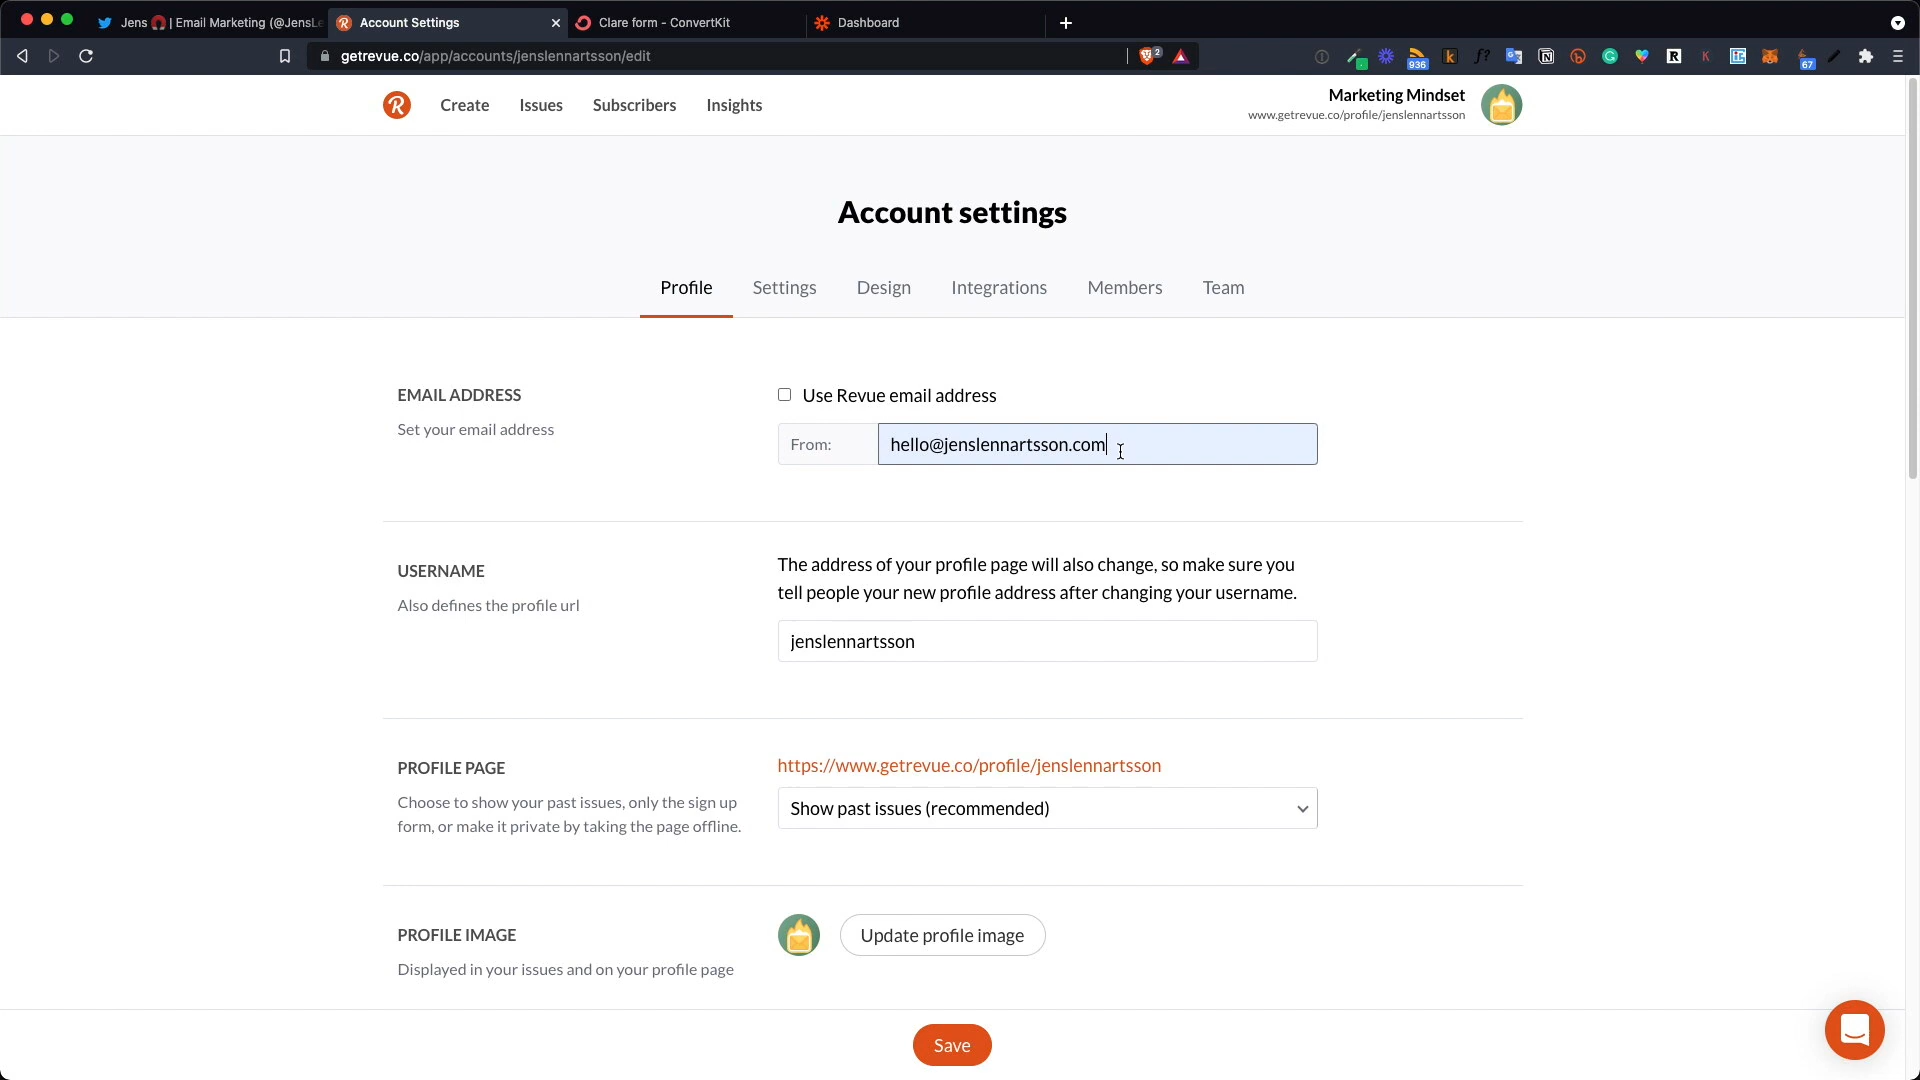 Jens | Email Marketing (@JensLe
Account Settings
Clare form - ConvertKit
Dashboard
getrevue.co/app/accounts/jenslennartsson/edit
2
936
67
Create
Issues
Subscribers
Insights
Marketing Mindset
www.getrevue.co/profile/jenslennartsson
Account settings
Profile
Settings
Design
Integrations
Members
Team
EMAIL ADDRESS
Set your email address
Use Revue email address
From:
hello@jenslennartsson.com
USERNAME
Also defines the profile url
The address of your profile page will also change, so make sure you
tell people your new profile address after changing your username.
jenslennartsson
PROFILE PAGE
Choose to show your past issues, only the sign up
form, or make it private by taking the page offline.
https://www.getrevue.co/profile/jenslennartsson
Show past issues (recommended)
PROFILE IMAGE
Displayed in your issues and on your profile page
Update profile image
Save